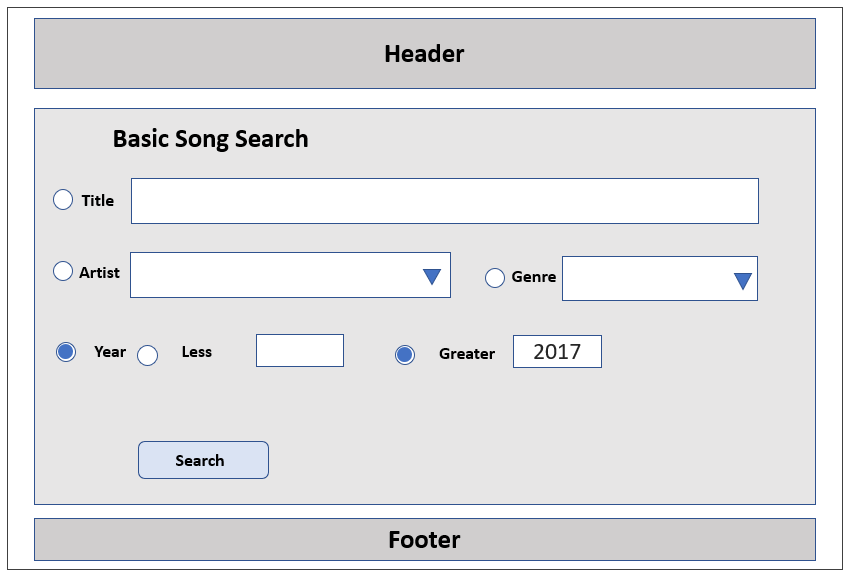 Header
Basic Song Search
Title
Artist Genre
Year Less Greater 2017
Search
Footer